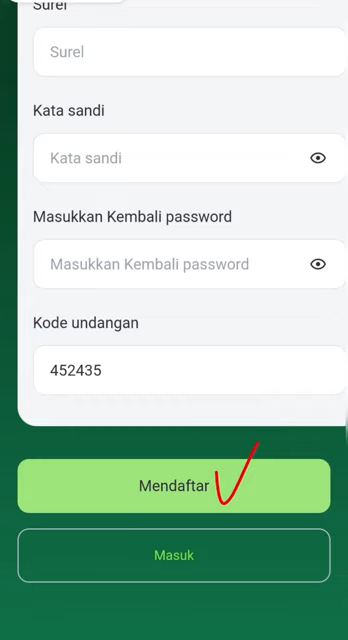 Surel
Surel
Kata sandi
Kata sandi
Masukkan Kembali password
Masukkan Kembali password
Kode undangan
452435
Mendaftar
Masuk